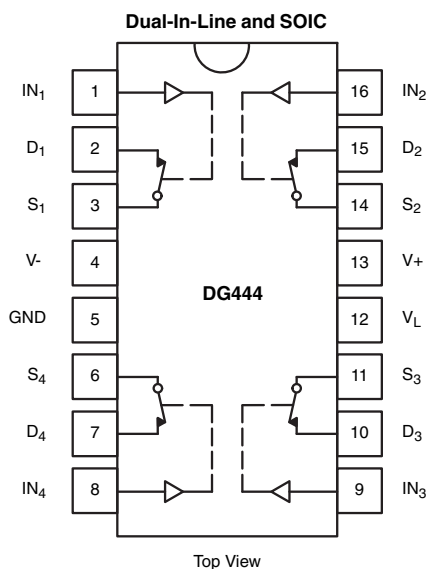 Dual-In-Line and SOIC
IN1 1 16 IN2
D1 2 15 D2
S1 3 14 S2
V- 4 13 V+
DG444
GND 5 12 VL
S4 6 11 S3
D4 7 10 D3
IN4 8 9 IN3
Top View